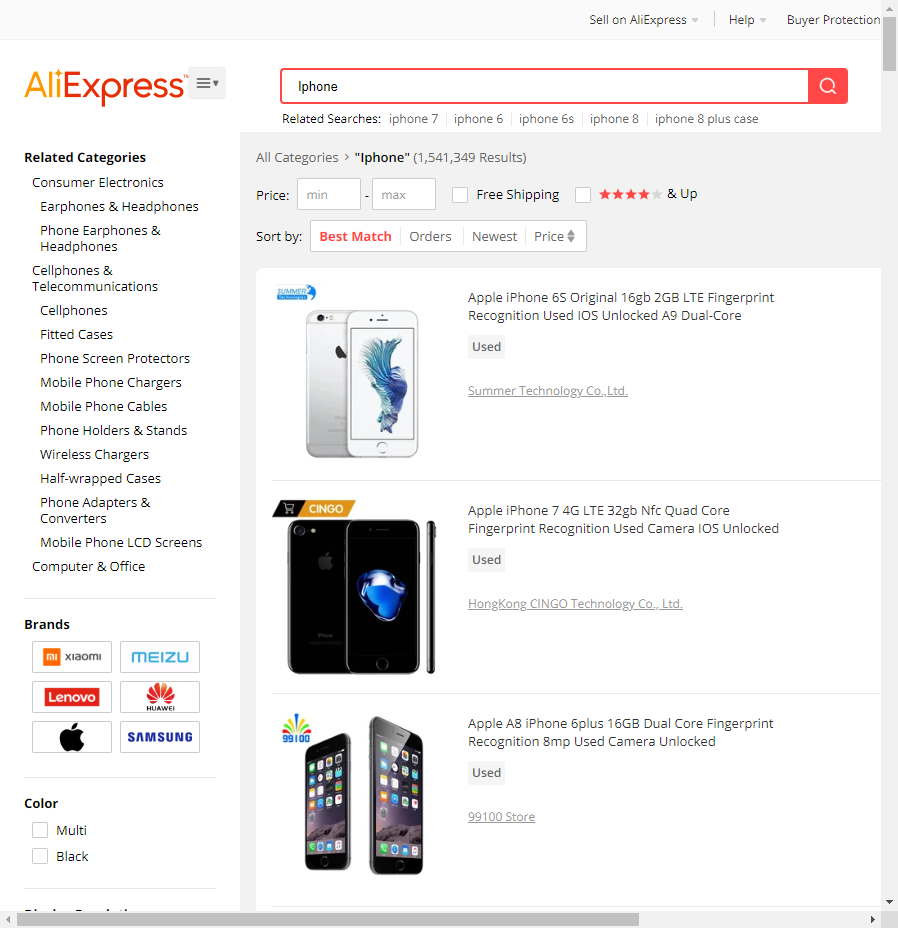 Sell on AliExpress
Help
Buyer Protection
AliExpress™
Iphone
Related Searches: iphone 7 iphone 6 iphone 6s iphone 8 iphone 8 plus case
Related Categories
Consumer Electronics
Earphones & Headphones
Phone Earphones &
Headphones
Cellphones &
Telecommunications
Cellphones
Fitted Cases
Phone Screen Protectors
Mobile Phone Chargers
Mobile Phone Cables
Phone Holders & Stands
Wireless Chargers
Half-wrapped Cases
Phone Adapters &
Converters
Mobile Phone LCD Screens
Computer & Office
Brands
mi xiaomi
MEIZU
Lenovo
HUAWEI
SAMSUNG
Color
Multi
Black
All Categories > "Iphone" (1,541,349 Results)
Price: min - max Free Shipping & Up
Sort by: Best Match Orders Newest Price
SUMMER
Technologies
Apple iPhone 6S Original 16gb 2GB LTE Fingerprint
Recognition Used IOS Unlocked A9 Dual-Core
Used
Summer Technology Co.,Ltd.
CINGO
Apple iPhone 7 4G LTE 32gb Nfc Quad Core
Fingerprint Recognition Used Camera IOS Unlocked
Used
HongKong CINGO Technology Co., Ltd.
99100
Apple A8 iPhone 6plus 16GB Dual Core Fingerprint
Recognition 8mp Used Camera Unlocked
Used
99100 Store